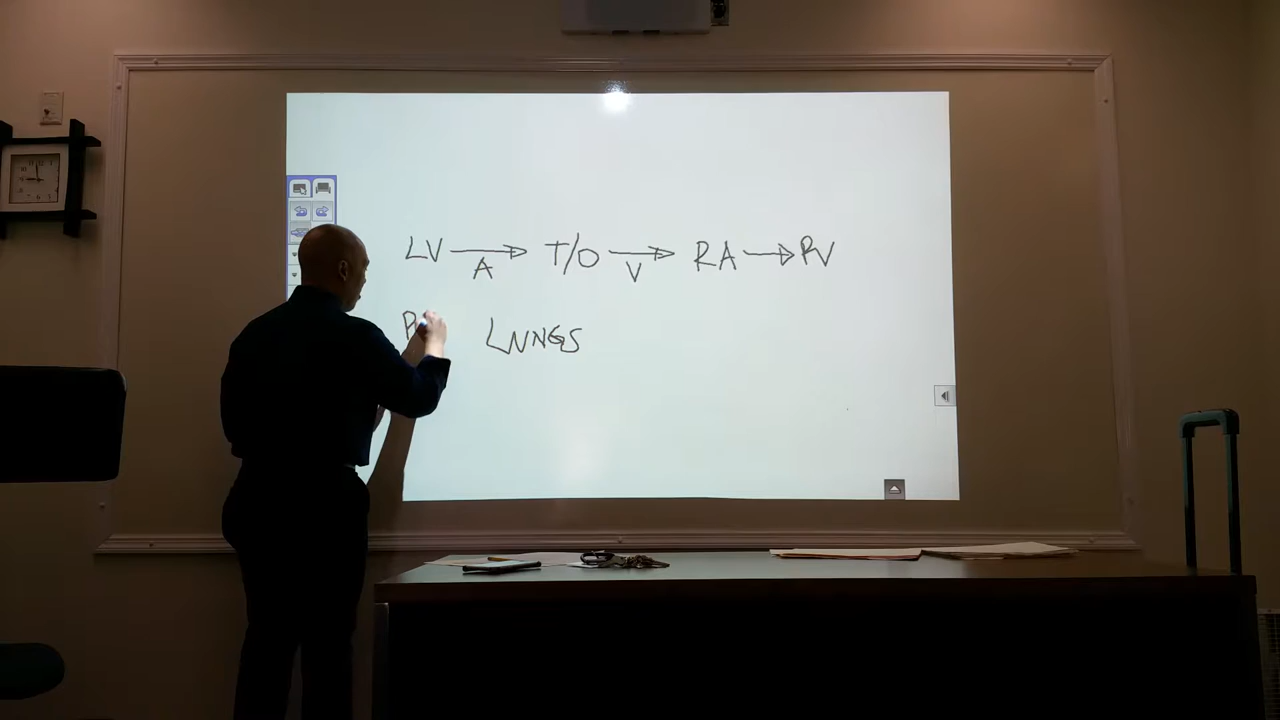 LV → T/O → RA → RV
A V
P LUNGS